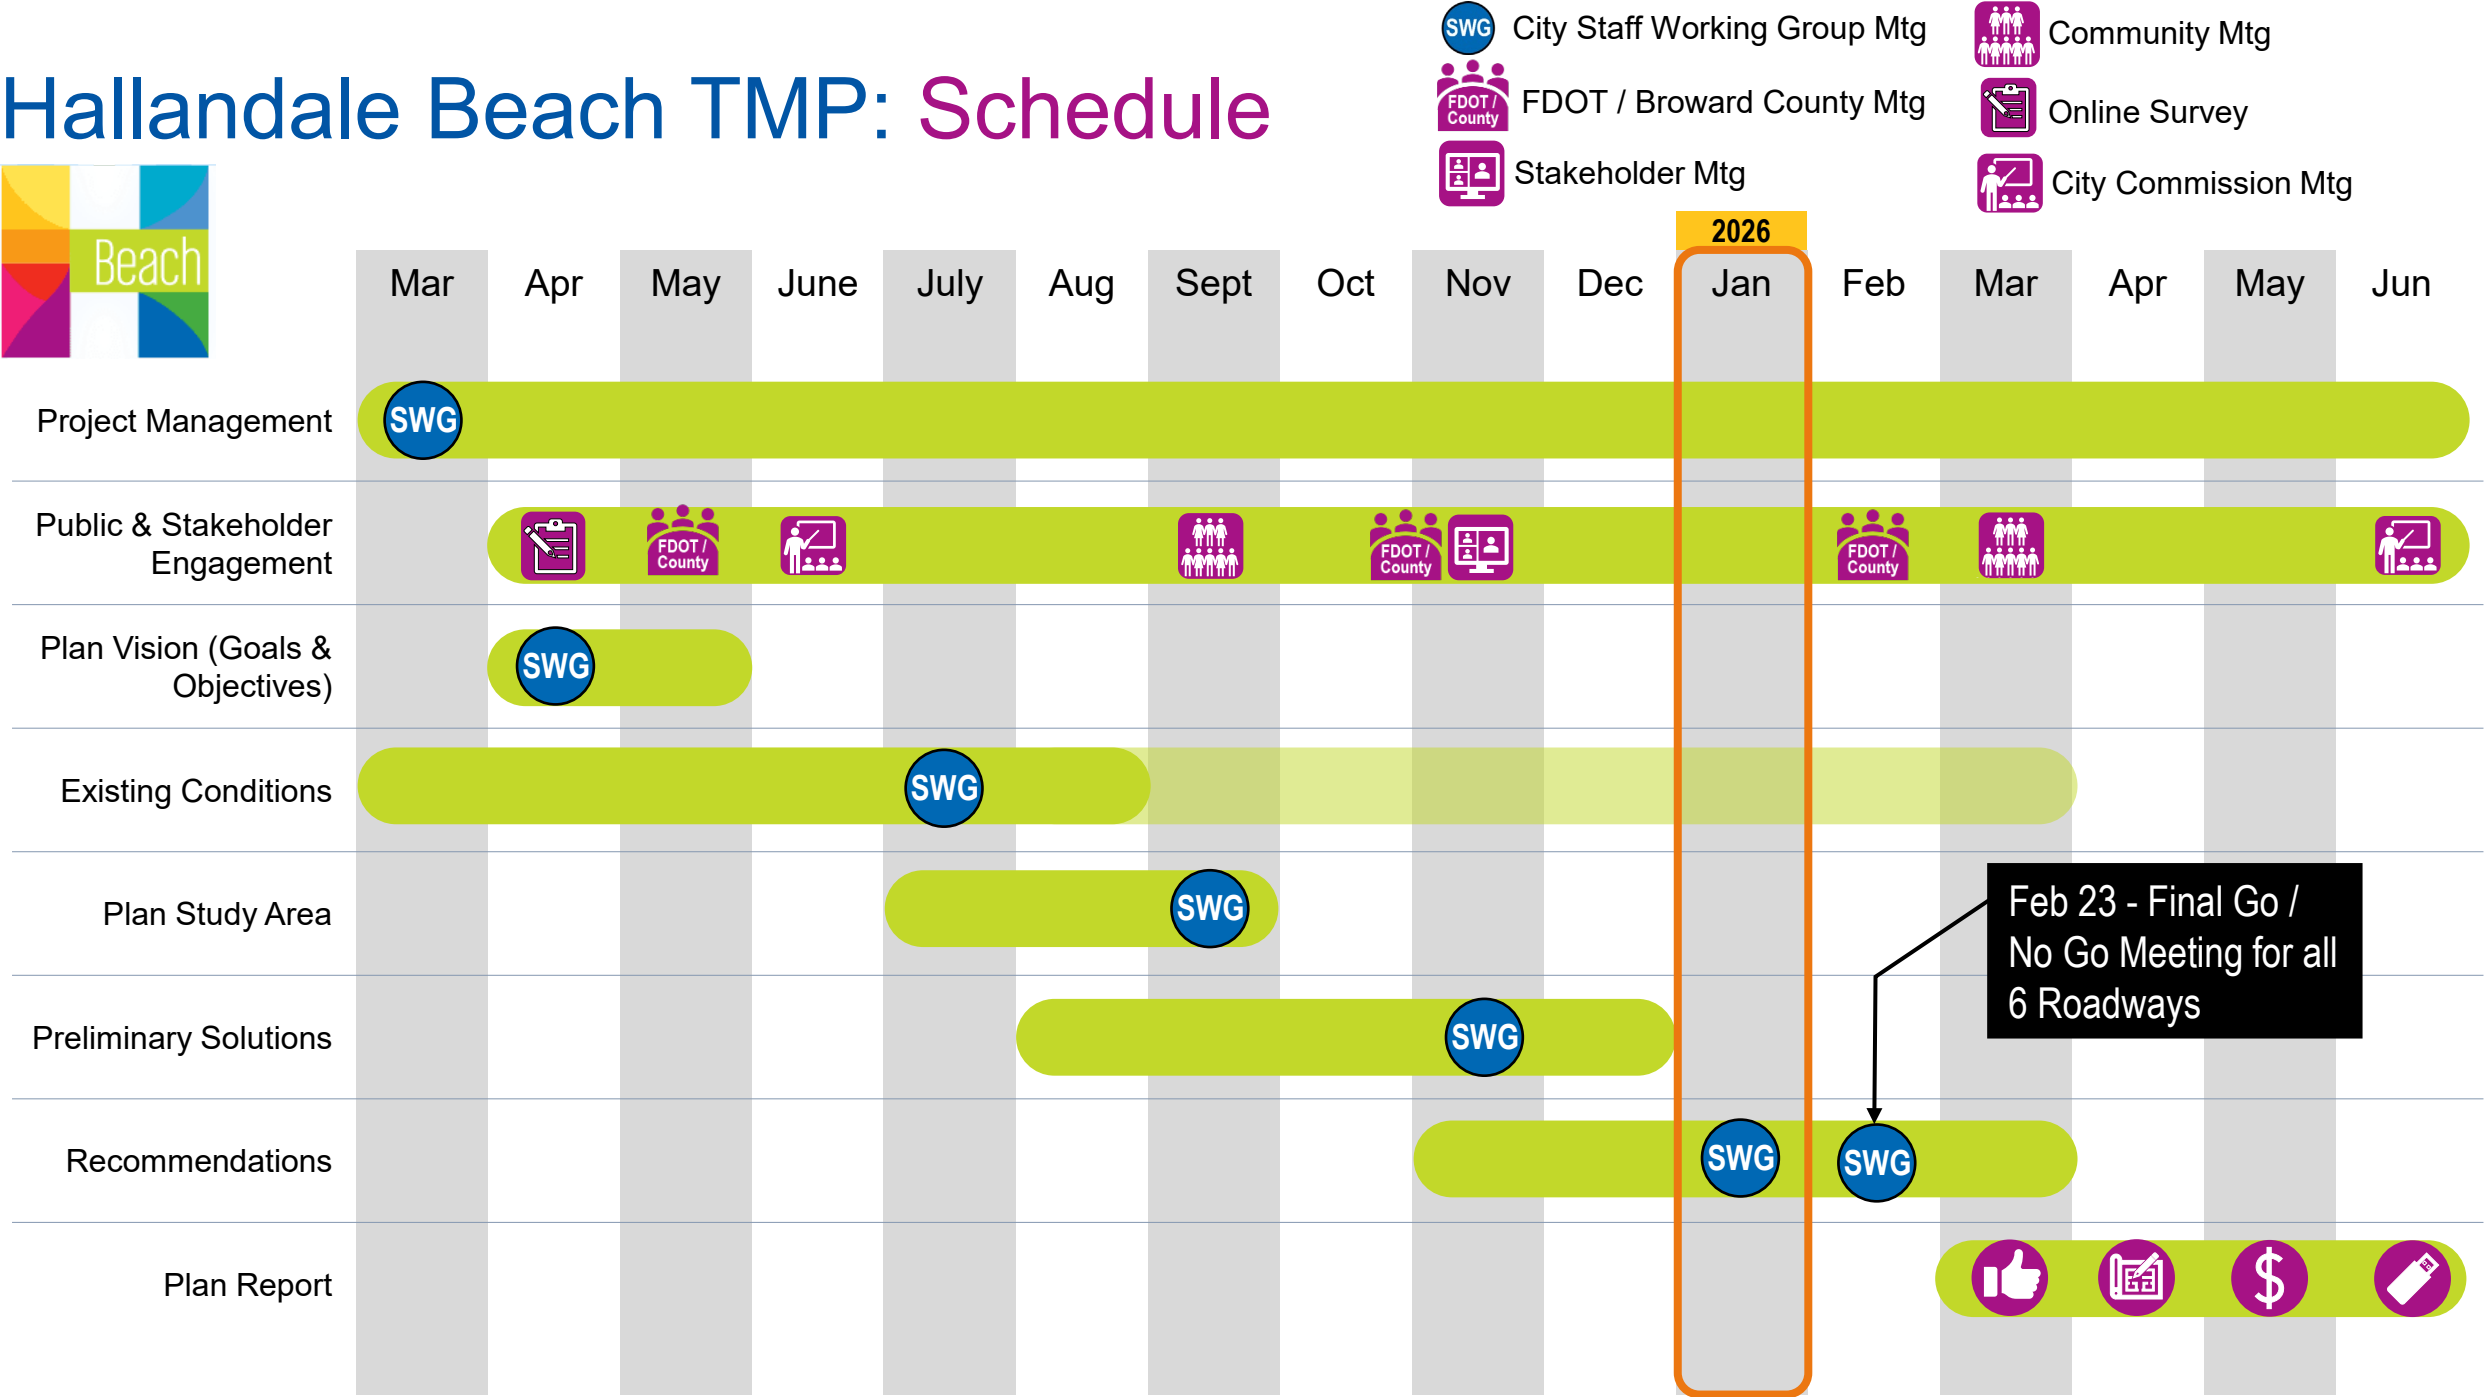 Hallandale Beach TMP: Schedule
SWG City Staff Working Group Mtg
FDOT /
County
FDOT / Broward County Mtg
Stakeholder Mtg
Community Mtg
Online Survey
City Commission Mtg
Beach
2026
Mar Apr May June July Aug Sept Oct Nov Dec Jan Feb Mar Apr May Jun
Project Management
SWG
Public & Stakeholder
Engagement
FDOT /
County
FDOT /
County
FDOT /
County
Plan Vision (Goals &
Objectives)
SWG
Existing Conditions
SWG
Plan Study Area
SWG
Feb 23 - Final Go /
No Go Meeting for all
6 Roadways
Preliminary Solutions
SWG
Recommendations
SWG SWG
Plan Report
$